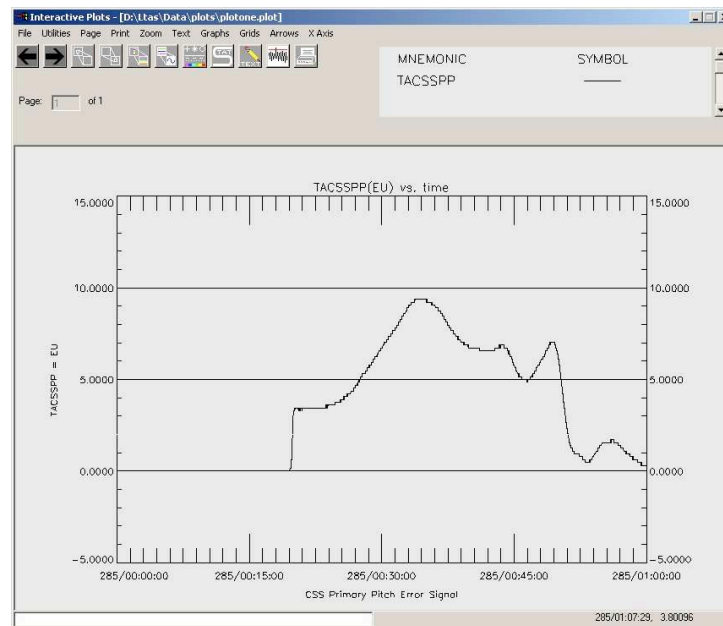 Interactive Plots - [D:\Ltas\Data\plots\plotone.plot]
File Utilities Page Print Zoom Text Graphs Grids Arrows X Axis
MNEMONIC SYMBOL
TACSSPP
Page: 1 of 1
TACSSPP(EU) vs. time
15.0000 15.0000
10.0000 10.0000
5.0000 5.0000
0.0000 0.0000
-5.0000 -5.0000
TACSSPP = EU
285/00:00:00 285/00:15:00 285/00:30:00 285/00:45:00 285/01:00:00
CSS Primary Pitch Error Signal
285/01:07:29, 3.80096